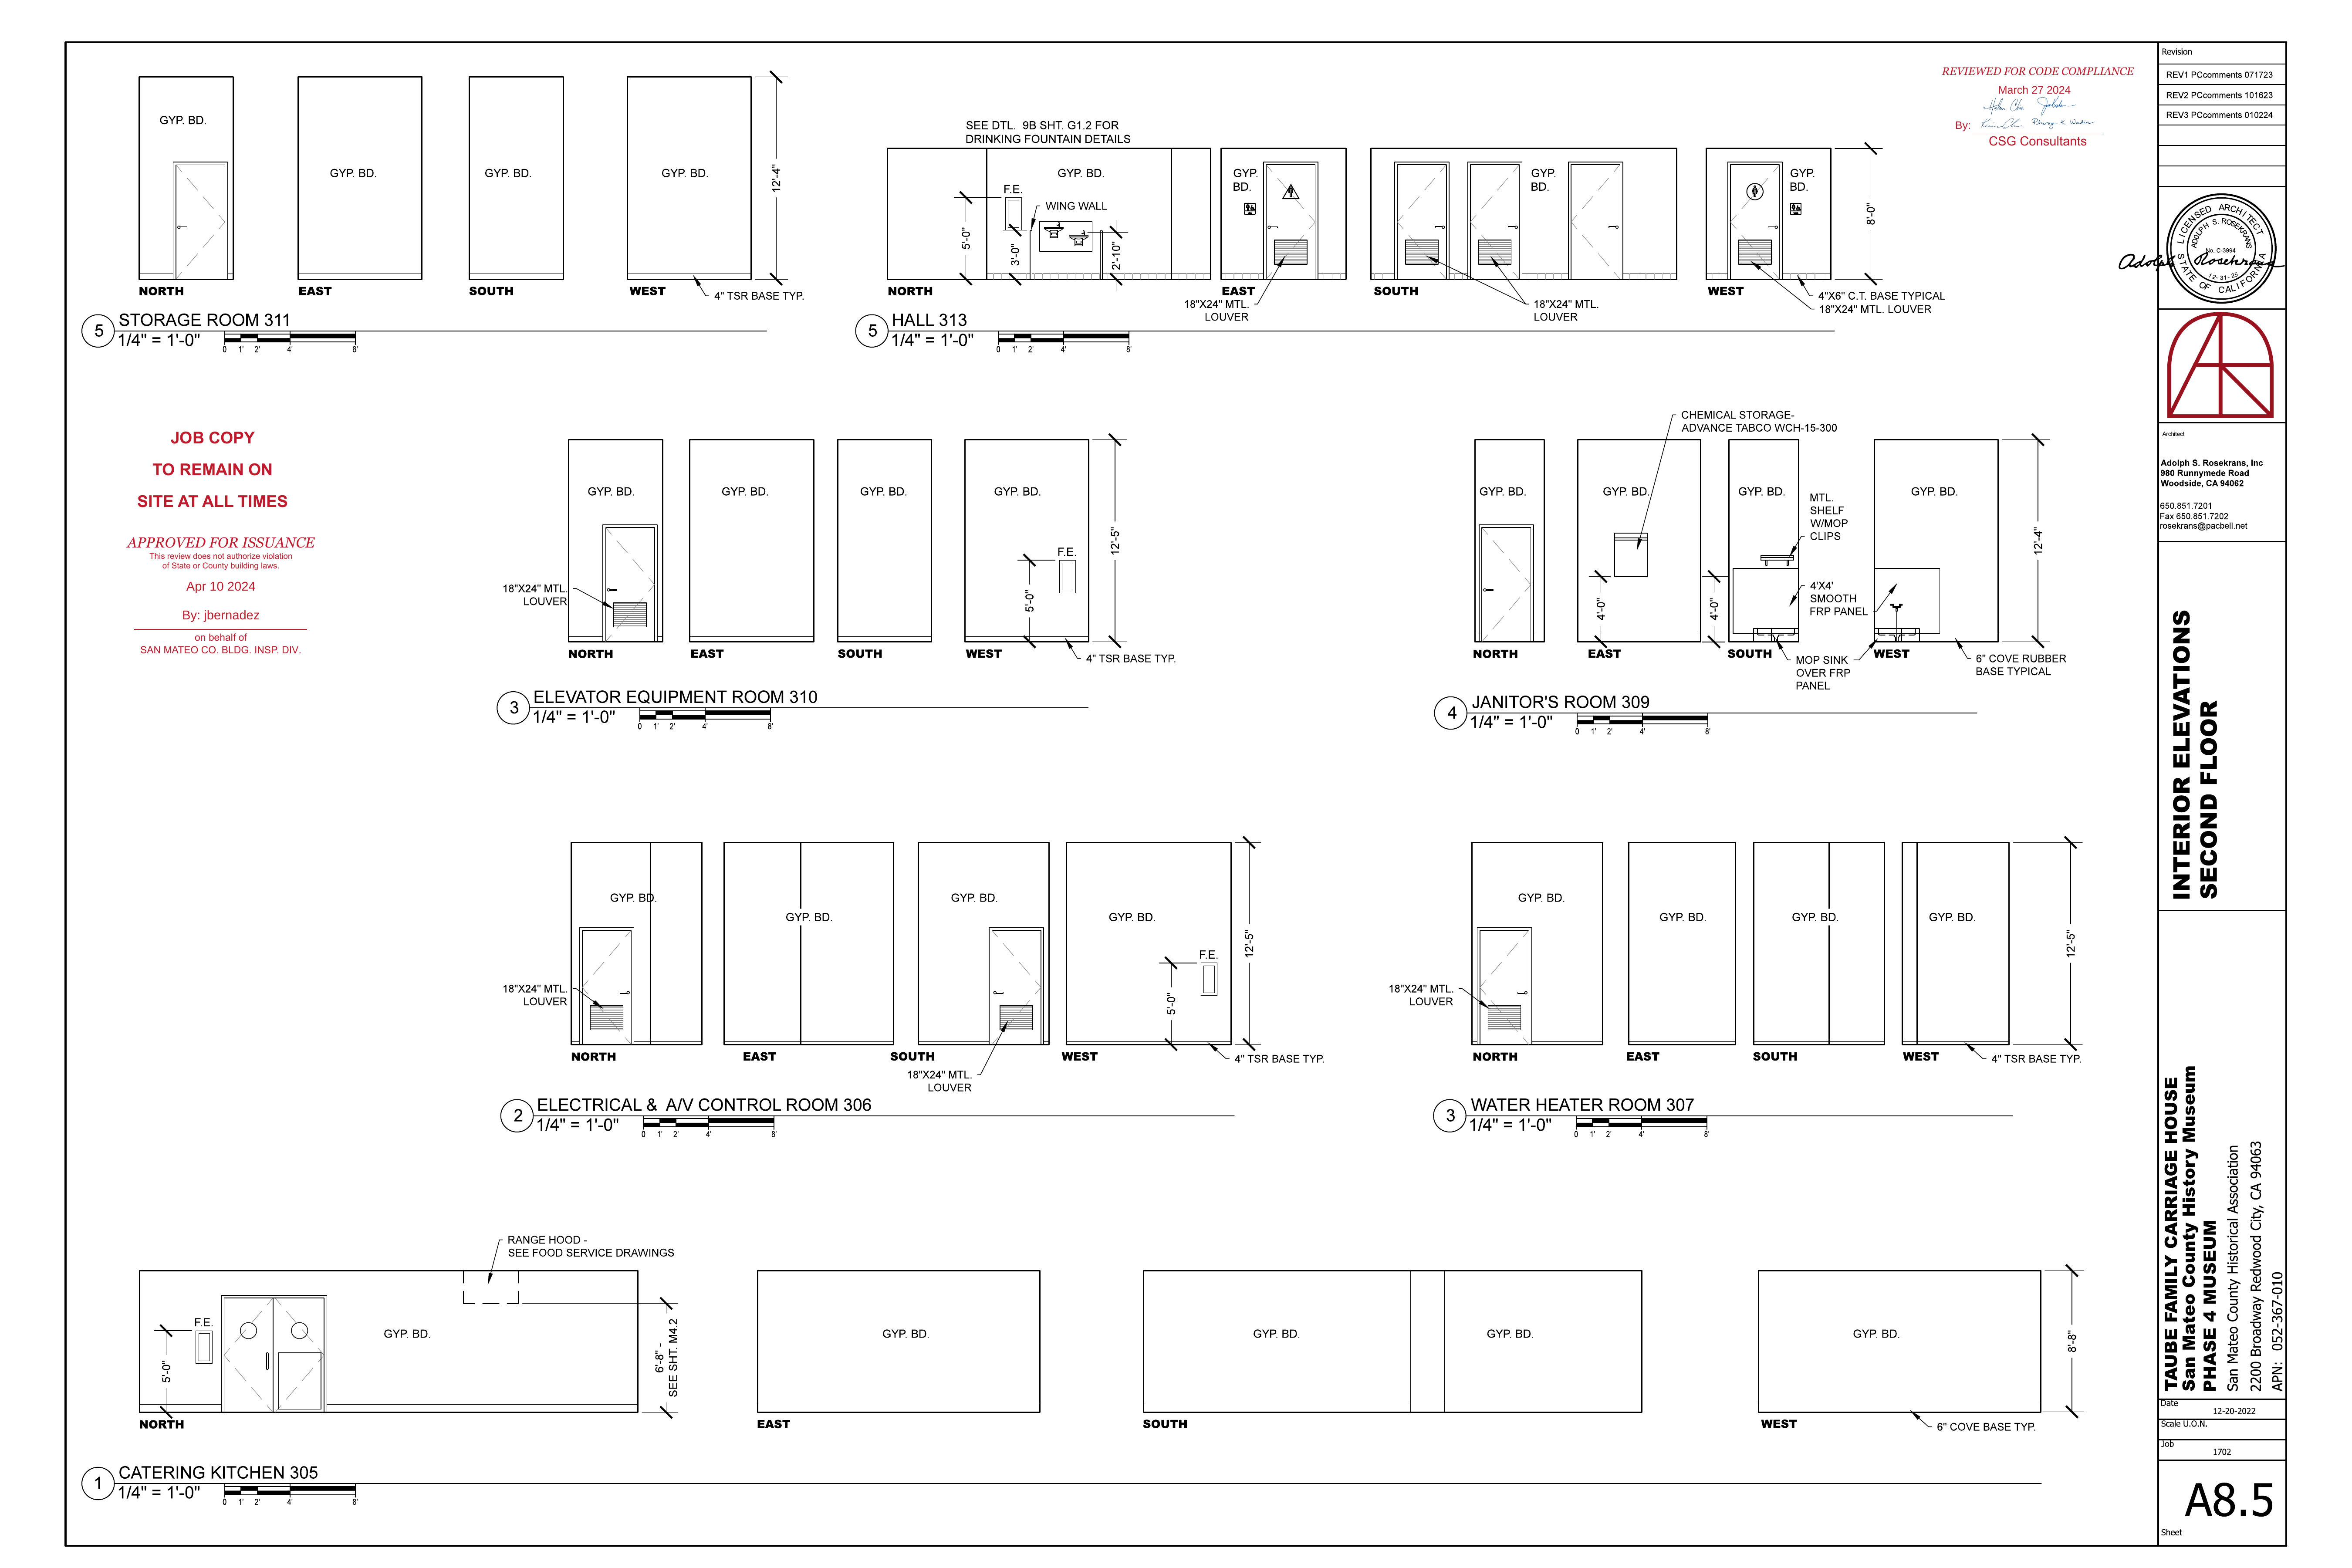 GYP. BD.
GYP. BD.
GYP. BD.
GYP. BD.
12'-4"
NORTH
EAST
SOUTH
WEST
4" TSR BASE TYP.
5
STORAGE ROOM 311
1/4" = 1'-0"
0 1' 2' 4' 8'
SEE DTL. 9B SHT. G1.2 FOR
DRINKING FOUNTAIN DETAILS
GYP. BD.
F.E.
WING WALL
5'-0"
3'-0"
2'-10"
GYP.
BD.
GYP.
BD.
GYP.
BD.
8'-0"
NORTH
EAST
SOUTH
WEST
18"X24" MTL.
LOUVER
18"X24" MTL.
LOUVER
4"X6" C.T. BASE TYPICAL
18"X24" MTL. LOUVER
5
HALL 313
1/4" = 1'-0"
0 1' 2' 4' 8'
REVIEWED FOR CODE COMPLIANCE
March 27 2024
By:
CSG Consultants
JOB COPY
TO REMAIN ON
SITE AT ALL TIMES
APPROVED FOR ISSUANCE
This review does not authorize violation
of State or County building laws.
Apr 10 2024
By: jbernadez
on behalf of
SAN MATEO CO. BLDG. INSP. DIV.
GYP. BD.
GYP. BD.
GYP. BD.
GYP. BD.
F.E.
5'-0"
12'-5"
18"X24" MTL.
LOUVER
NORTH
EAST
SOUTH
WEST
4" TSR BASE TYP.
3
ELEVATOR EQUIPMENT ROOM 310
1/4" = 1'-0"
0 1' 2' 4' 8'
CHEMICAL STORAGE-
ADVANCE TABCO WCH-15-300
GYP. BD.
GYP. BD.
GYP. BD.
GYP. BD.
MTL.
SHELF
W/MOP
CLIPS
4'X4'
SMOOTH
FRP PANEL
4'-0"
4'-0"
12'-4"
NORTH
EAST
SOUTH
WEST
MOP SINK
OVER FRP
PANEL
6" COVE RUBBER
BASE TYPICAL
4
JANITOR'S ROOM 309
1/4" = 1'-0"
0 1' 2' 4' 8'
GYP. BD.
GYP. BD.
GYP. BD.
GYP. BD.
F.E.
5'-0"
12'-5"
18"X24" MTL.
LOUVER
NORTH
EAST
SOUTH
WEST
18"X24" MTL.
LOUVER
4" TSR BASE TYP.
2
ELECTRICAL & A/V CONTROL ROOM 306
1/4" = 1'-0"
0 1' 2' 4' 8'
GYP. BD.
GYP. BD.
GYP. BD.
GYP. BD.
12'-5"
18"X24" MTL.
LOUVER
NORTH
EAST
SOUTH
WEST
4" TSR BASE TYP.
3
WATER HEATER ROOM 307
1/4" = 1'-0"
0 1' 2' 4' 8'
RANGE HOOD -
SEE FOOD SERVICE DRAWINGS
F.E.
5'-0"
GYP. BD.
6'-8" -
SEE SHT. M4.2
GYP. BD.
GYP. BD.
GYP. BD.
GYP. BD.
8'-8"
NORTH
EAST
SOUTH
WEST
6" COVE BASE TYP.
1
CATERING KITCHEN 305
1/4" = 1'-0"
0 1' 2' 4' 8'
Revision
REV1 PCcomments 071723
REV2 PCcomments 101623
REV3 PCcomments 010224
LICENSED ARCHITECT
ADOLPH S. ROSEKRANS
No. C-3994
Adolph Rosekrans
12-31-25
STATE OF CALIFORNIA
Architect
Adolph S. Rosekrans, Inc
980 Runnymede Road
Woodside, CA 94062
650.851.7201
Fax 650.851.7202
rosekrans@pacbell.net
INTERIOR ELEVATIONS
SECOND FLOOR
TAUBE FAMILY CARRIAGE HOUSE
San Mateo County History Museum
PHASE 4 MUSEUM
San Mateo County Historical Association
2200 Broadway Redwood City, CA 94063
APN: 052-367-010
Date
12-20-2022
Scale U.O.N.
Job
1702
A8.5
Sheet